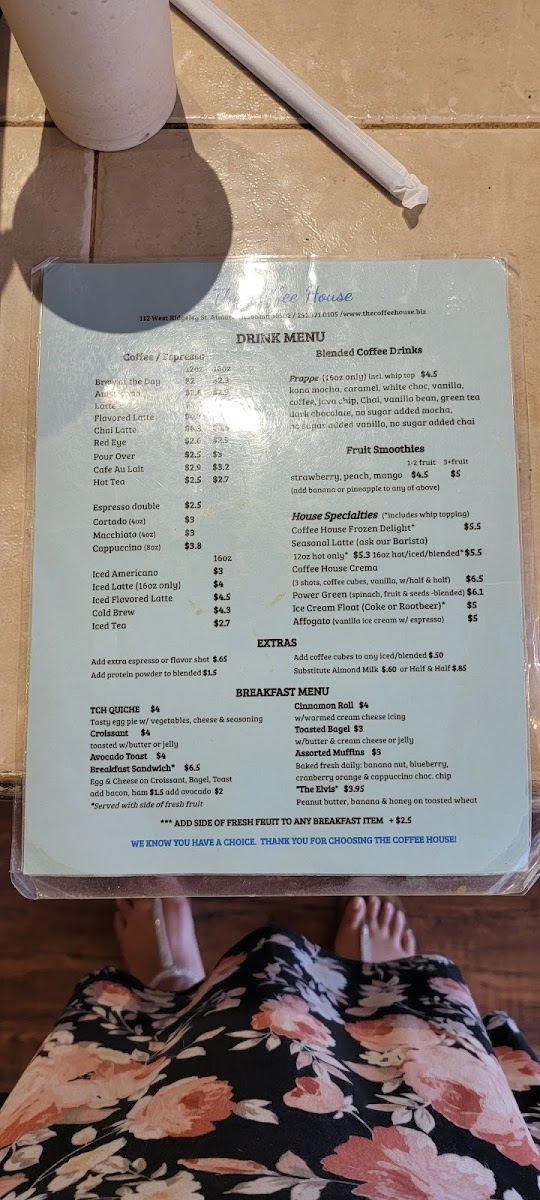 The Coffee House
112 West Ridgeley St. / www.thecoffeehouse.biz
DRINK MENU
Coffee / Espresso
12oz 16oz
Brew of the Day $2 $2.3
Latte
Flavored Latte
Chai Latte
Red Eye $2.6 $2.9
Pour Over $2.5 $3
Cafe Au Lait $2.9 $3.2
Hot Tea $2.5 $2.7
Espresso double $2.5
Cortado (4oz) $3
Macchiato (4oz) $3
Cappuccino (8oz) $3.8
16oz
Iced Americano $3
Iced Latte (16oz only) $4
Iced Flavored Latte $4.5
Cold Brew $4.3
Iced Tea $2.7
Blended Coffee Drinks
Frappe (16oz only) incl. whip top $4.5
kona mocha, caramel, white choc, vanilla,
coffee, java chip, Chai, vanilla bean, green tea
dark chocolate, no sugar added mocha,
no sugar added vanilla, no sugar added chai
Fruit Smoothies
1-2 fruit 3+fruit
strawberry, peach, mango $4.5 $5
(add banana or pineapple to any of above)
House Specialties (*includes whip topping)
Coffee House Frozen Delight* $5.5
Seasonal Latte (ask our Barista)
12oz hot only* $5.3 16oz hot/iced/blended*$5.5
Coffee House Crema
(3 shots, coffee cubes, vanilla, w/half & half) $6.5
Power Green (spinach, fruit & seeds -blended) $6.1
Ice Cream Float (Coke or Rootbeer)* $5
Affogato (vanilla ice cream w/ espresso) $5
EXTRAS
Add extra espresso or flavor shot $.65
Add protein powder to blended $1.5
Add coffee cubes to any iced/blended $.50
Substitute Almond Milk $.60 or Half & Half $.85
BREAKFAST MENU
TCH QUICHE $4
Tasty egg pie w/ vegetables, cheese & seasoning
Croissant $4
toasted w/butter or jelly
Avocado Toast $4
Breakfast Sandwich* $6.5
Egg & Cheese on Croissant, Bagel, Toast
add bacon, ham $1.5 add avocado $2
*Served with side of fresh fruit
Cinnamon Roll $4
w/warmed cream cheese icing
Toasted Bagel $3
w/butter & cream cheese or jelly
Assorted Muffins $3
Baked fresh daily: banana nut, blueberry,
cranberry orange & cappuccino choc. chip
"The Elvis" $3.95
Peanut butter, banana & honey on toasted wheat
*** ADD SIDE OF FRESH FRUIT TO ANY BREAKFAST ITEM + $2.5
WE KNOW YOU HAVE A CHOICE. THANK YOU FOR CHOOSING THE COFFEE HOUSE!